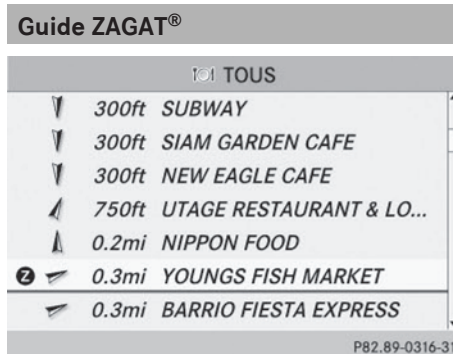 Guide ZAGAT®
TOUS
300ft SUBWAY
300ft SIAM GARDEN CAFE
300ft NEW EAGLE CAFE
750ft UTAGE RESTAURANT & LO...
0.2mi NIPPON FOOD
Z 0.3mi YOUNGS FISH MARKET
0.3mi BARRIO FIESTA EXPRESS
P82.89-0316-31